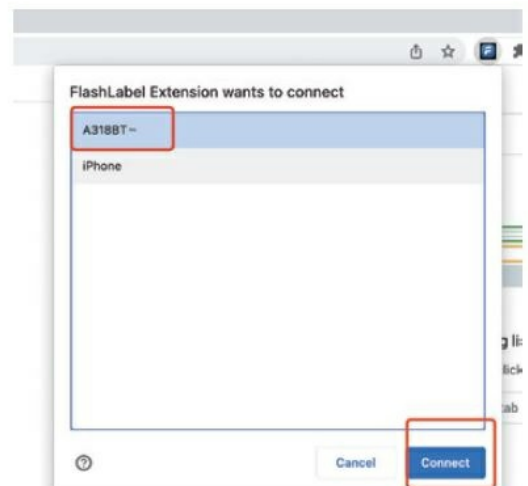 FlashLabel Extension wants to connect
A318BT-
iPhone
Cancel
Connect